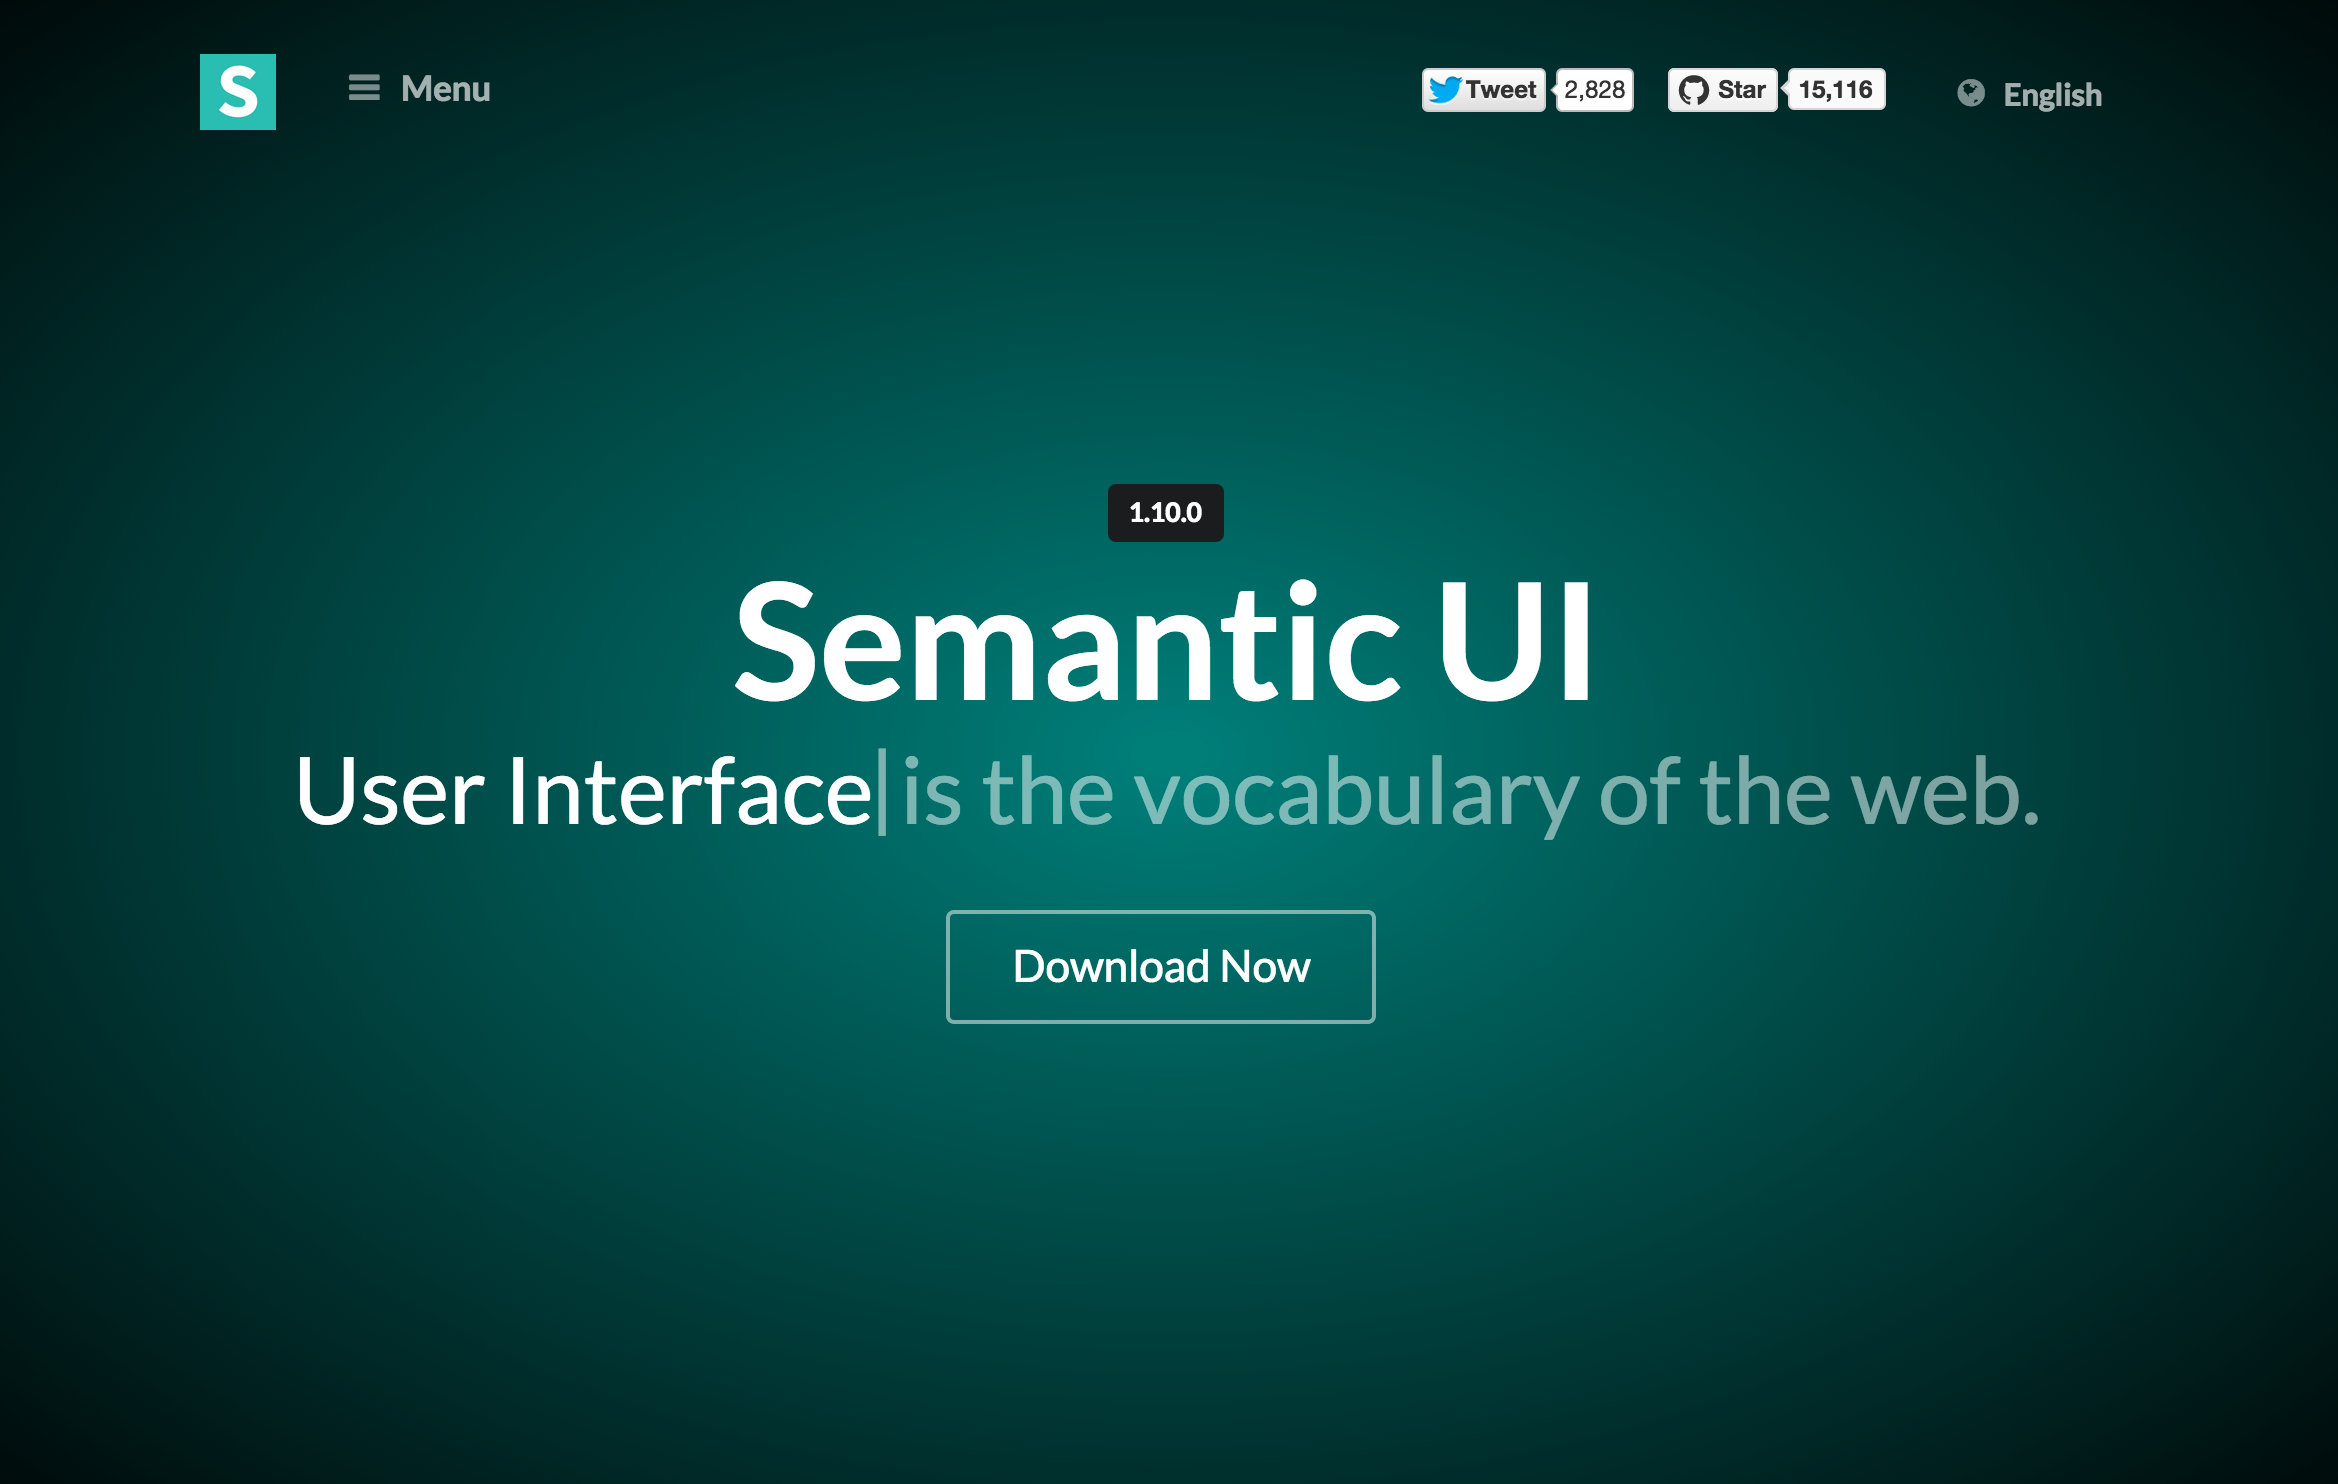 S Menu Tweet 2,828 Star 15,116 English
1.10.0
Semantic UI
User Interface| is the vocabulary of the web.
Download Now